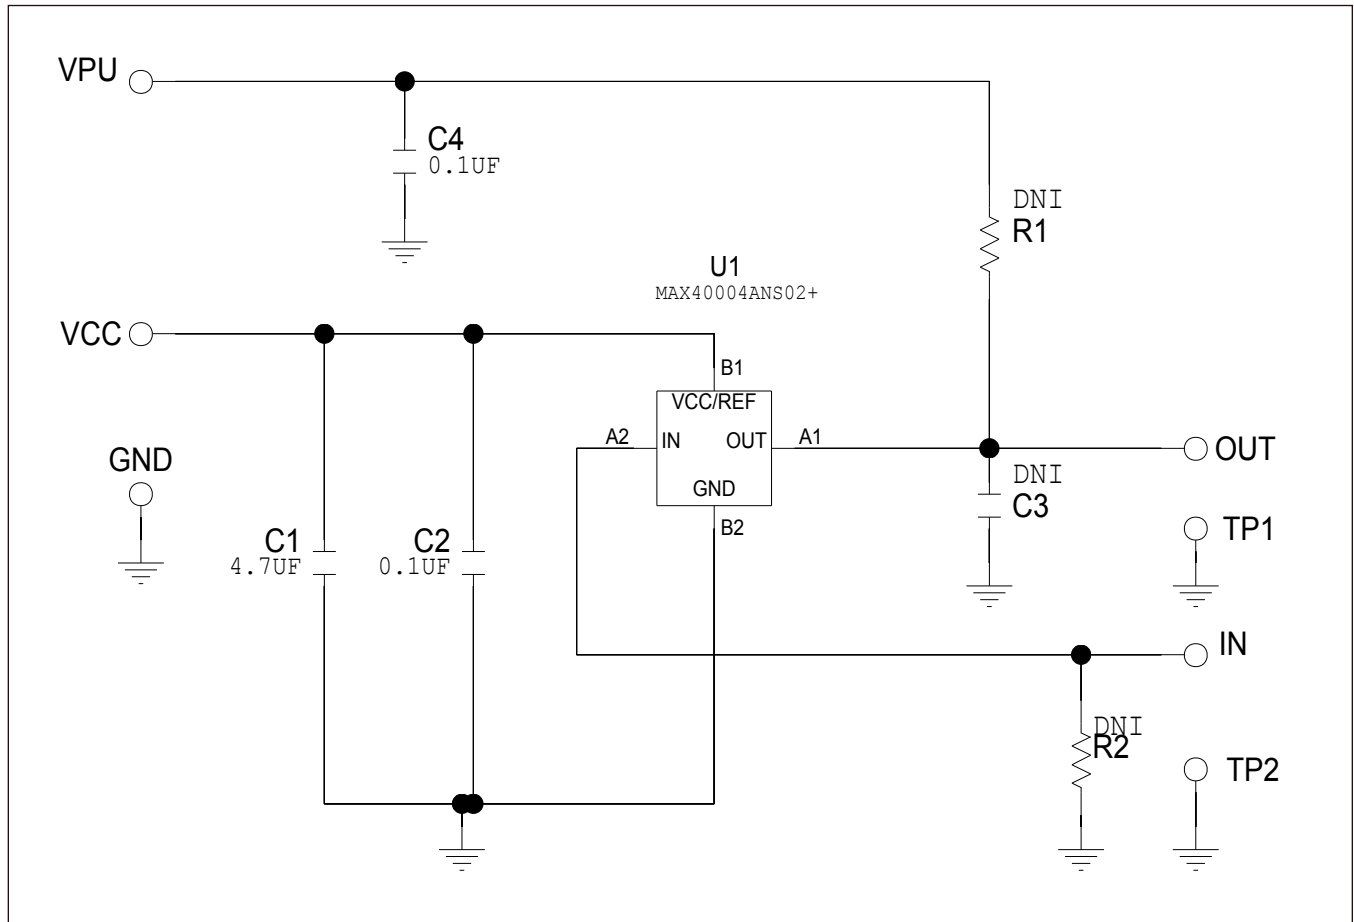 VPU
C4
0.1UF
DNI
R1
U1
MAX40004ANS02+
VCC
B1
VCC/REF
A2
IN
OUT
A1
OUT
GND
GND
DNI
C3
B2
TP1
C1
4.7UF
C2
0.1UF
IN
DNI
R2
TP2